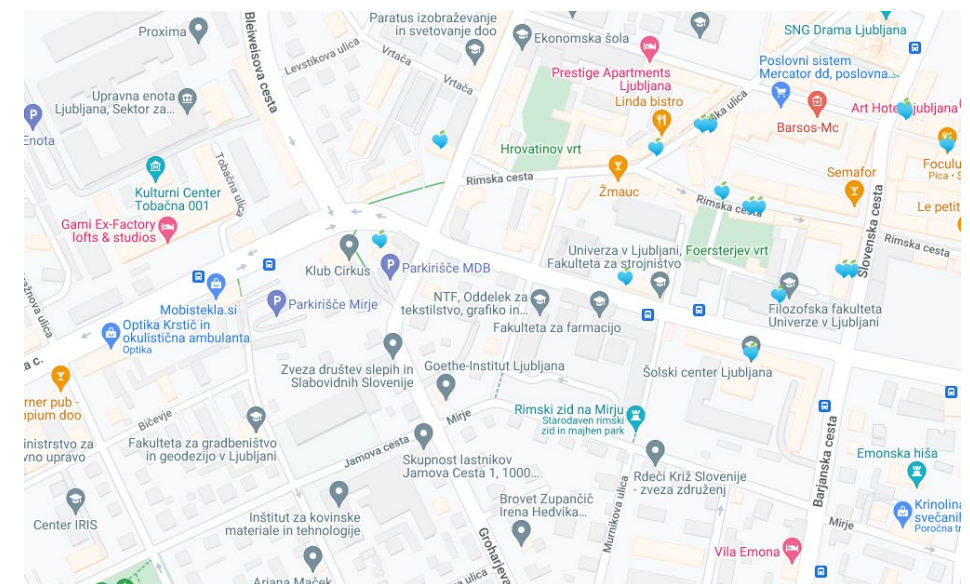 Proxima
Bleiweisova cesta
Levstikova ulica
Paratus izobraževanje
in svetovanje doo
Vrtača
Vrtača
Ekonomska šola
SNG Drama Ljubljana
Prestige Apartments
Ljubljana
Linda bistro
Poslovni sistem
Mercator dd, poslovna...
Barsos-Mc
Upravna enota
Ljubljana, Sektor za...
P
Enota
Hrovatinov vrt
Rimska cesta
Žmauc
Semafor
Pica • $
Le petit
Kulturni Center
Tobačna 001
Tobačna ulica
Gami Ex-Factory
lofts & studios
Rimska cesta
Slovenska cesta
Rimska cesta
Klub Cirkus
P
Parkirišče MDB
Univerza v Ljubljani,
Fakulteta za strojništvo
Foersterjev vrt
Mobistekla.si
P
Parkirišče Mirje
NTF, Oddelek za
tekstilstvo, grafiko in...
Fakulteta za farmacijo
Filozofska fakulteta
Univerze v Ljubljani
Optika Krstič in
okulistična ambulanta
Optika
Zveza društev slepih in
Slabovidnih Slovenije
Goethe-Institut Ljubljana
Šolski center Ljubljana
Bičevje
Mirje
Rimski zid na Mirju
Starodaven rimski
zid in majhen park
Fakulteta za gradbeništvo
in geodezijo v Ljubljani
Jamova cesta
Skupnost lastnikov
Jamova Cesta 1, 1000...
Rdeči Križ Slovenije
- zveza združenj
Barjanska cesta
Emonska hiša
Center IRIS
Inštitut za kovinske
materiale in tehnologije
Brovet Zupančič
Irena Hedvika...
Murnikova ulica
Mirje
Vila Emona